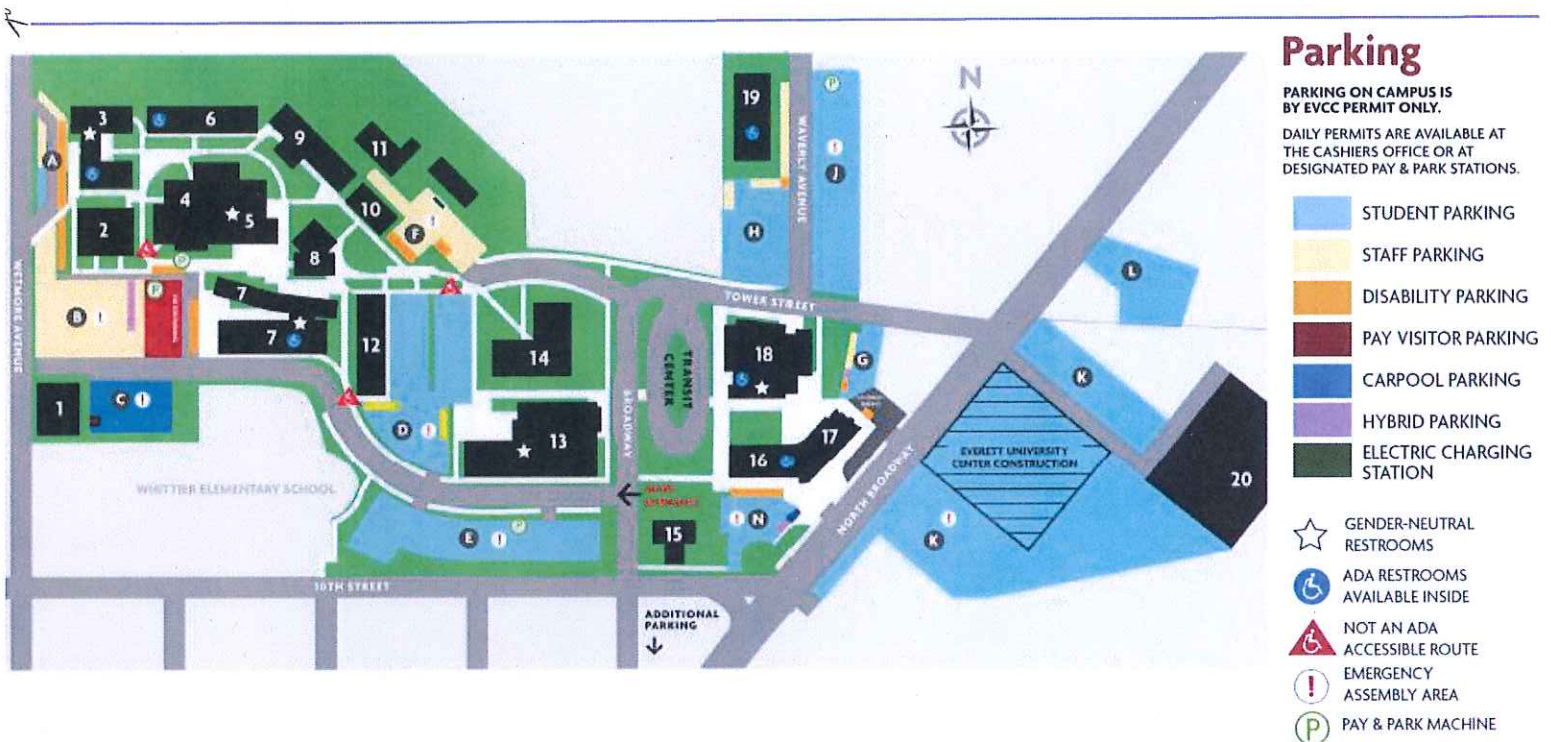 Parking
PARKING ON CAMPUS IS
BY EVCC PERMIT ONLY.
DAILY PERMITS ARE AVAILABLE AT
THE CASHIERS OFFICE OR AT
DESIGNATED PAY & PARK STATIONS.
STUDENT PARKING
STAFF PARKING
DISABILITY PARKING
PAY VISITOR PARKING
CARPOOL PARKING
HYBRID PARKING
ELECTRIC CHARGING
STATION
GENDER-NEUTRAL
RESTROOMS
ADA RESTROOMS
AVAILABLE INSIDE
NOT AN ADA
ACCESSIBLE ROUTE
!
EMERGENCY
ASSEMBLY AREA
P
PAY & PARK MACHINE
N
3
6
9
11
19
P
A
!
J
4
5
10
2
8
F
!
H
P
WAVERLY AVENUE
L
WETMORE AVENUE
P
B
!
7
7
12
14
TOWER STREET
TRANSIT
CENTER
18
G
K
1
C
!
D
!
13
BROADWAY
16
17
EVERETT UNIVERSITY
CENTER CONSTRUCTION
20
WHITTIER ELEMENTARY SCHOOL
MAIN
ENTRANCE
NORTH BROADWAY
E
!
P
15
!
N
K
!
10TH STREET
ADDITIONAL
PARKING